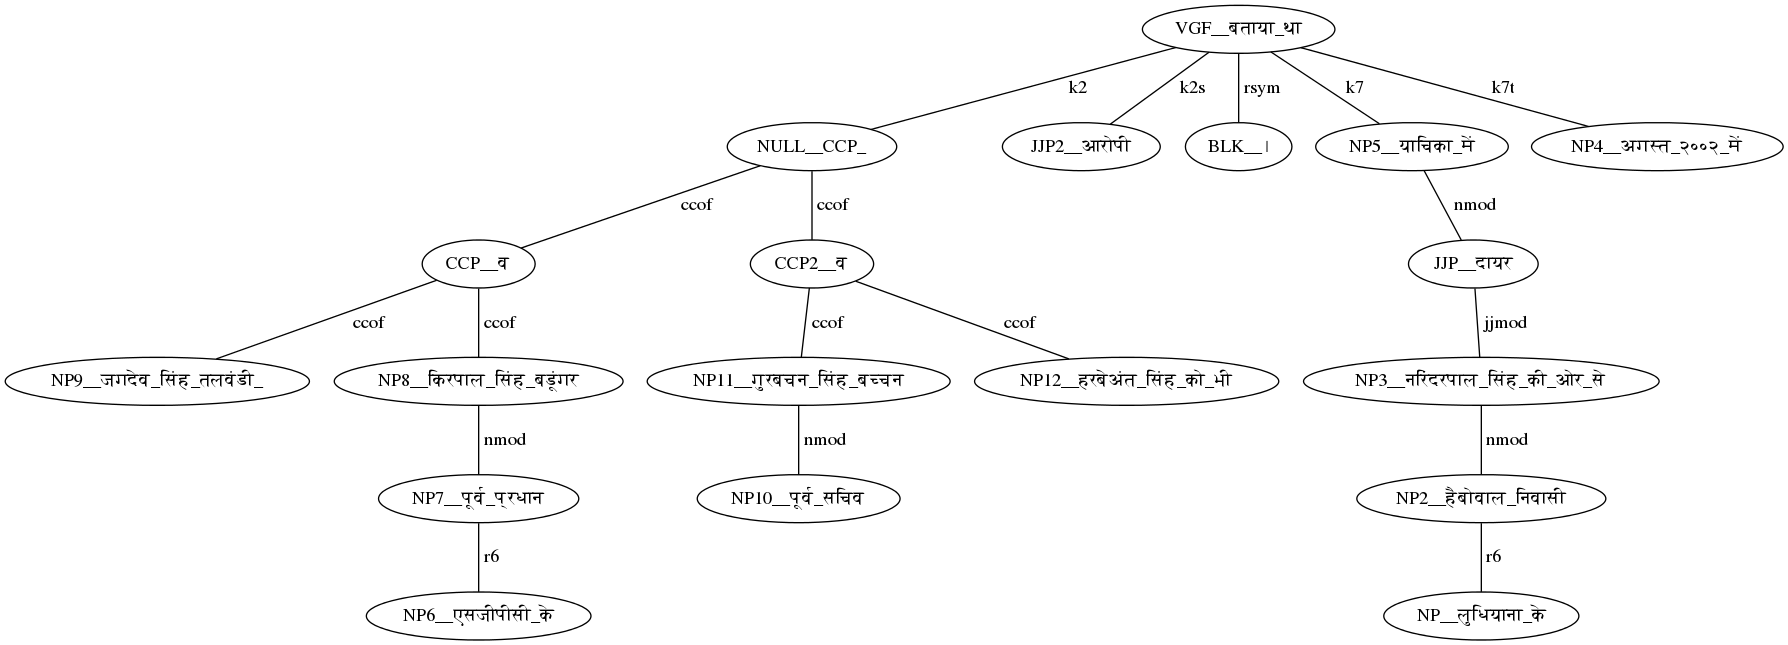 VGF__बताया_था
k2 k2s rsym k7 k7t
NULL__CCP_ JJP2__आरोपी BLK__। NP5__याचिका_में NP4__अगस्त_२००२_में
ccof ccof nmod
CCP__व CCP2__व JJP__दायर
ccof ccof ccof ccof jjmod
NP9__जगदेव_सिंह_तलवंडी_ NP8__किरपाल_सिंह_बडूंगर NP11__गुरबचन_सिंह_बच्चन NP12__हरबेअंत_सिंह_को_भी NP3__नरिंदरपाल_सिंह_की_ओर_से
nmod nmod nmod
NP7__पूर्व_प्रधान NP10__पूर्व_सचिव NP2__हैबोवाल_निवासी
r6 r6
NP6__एसजीपीसी_के NP__लुधियाना_के